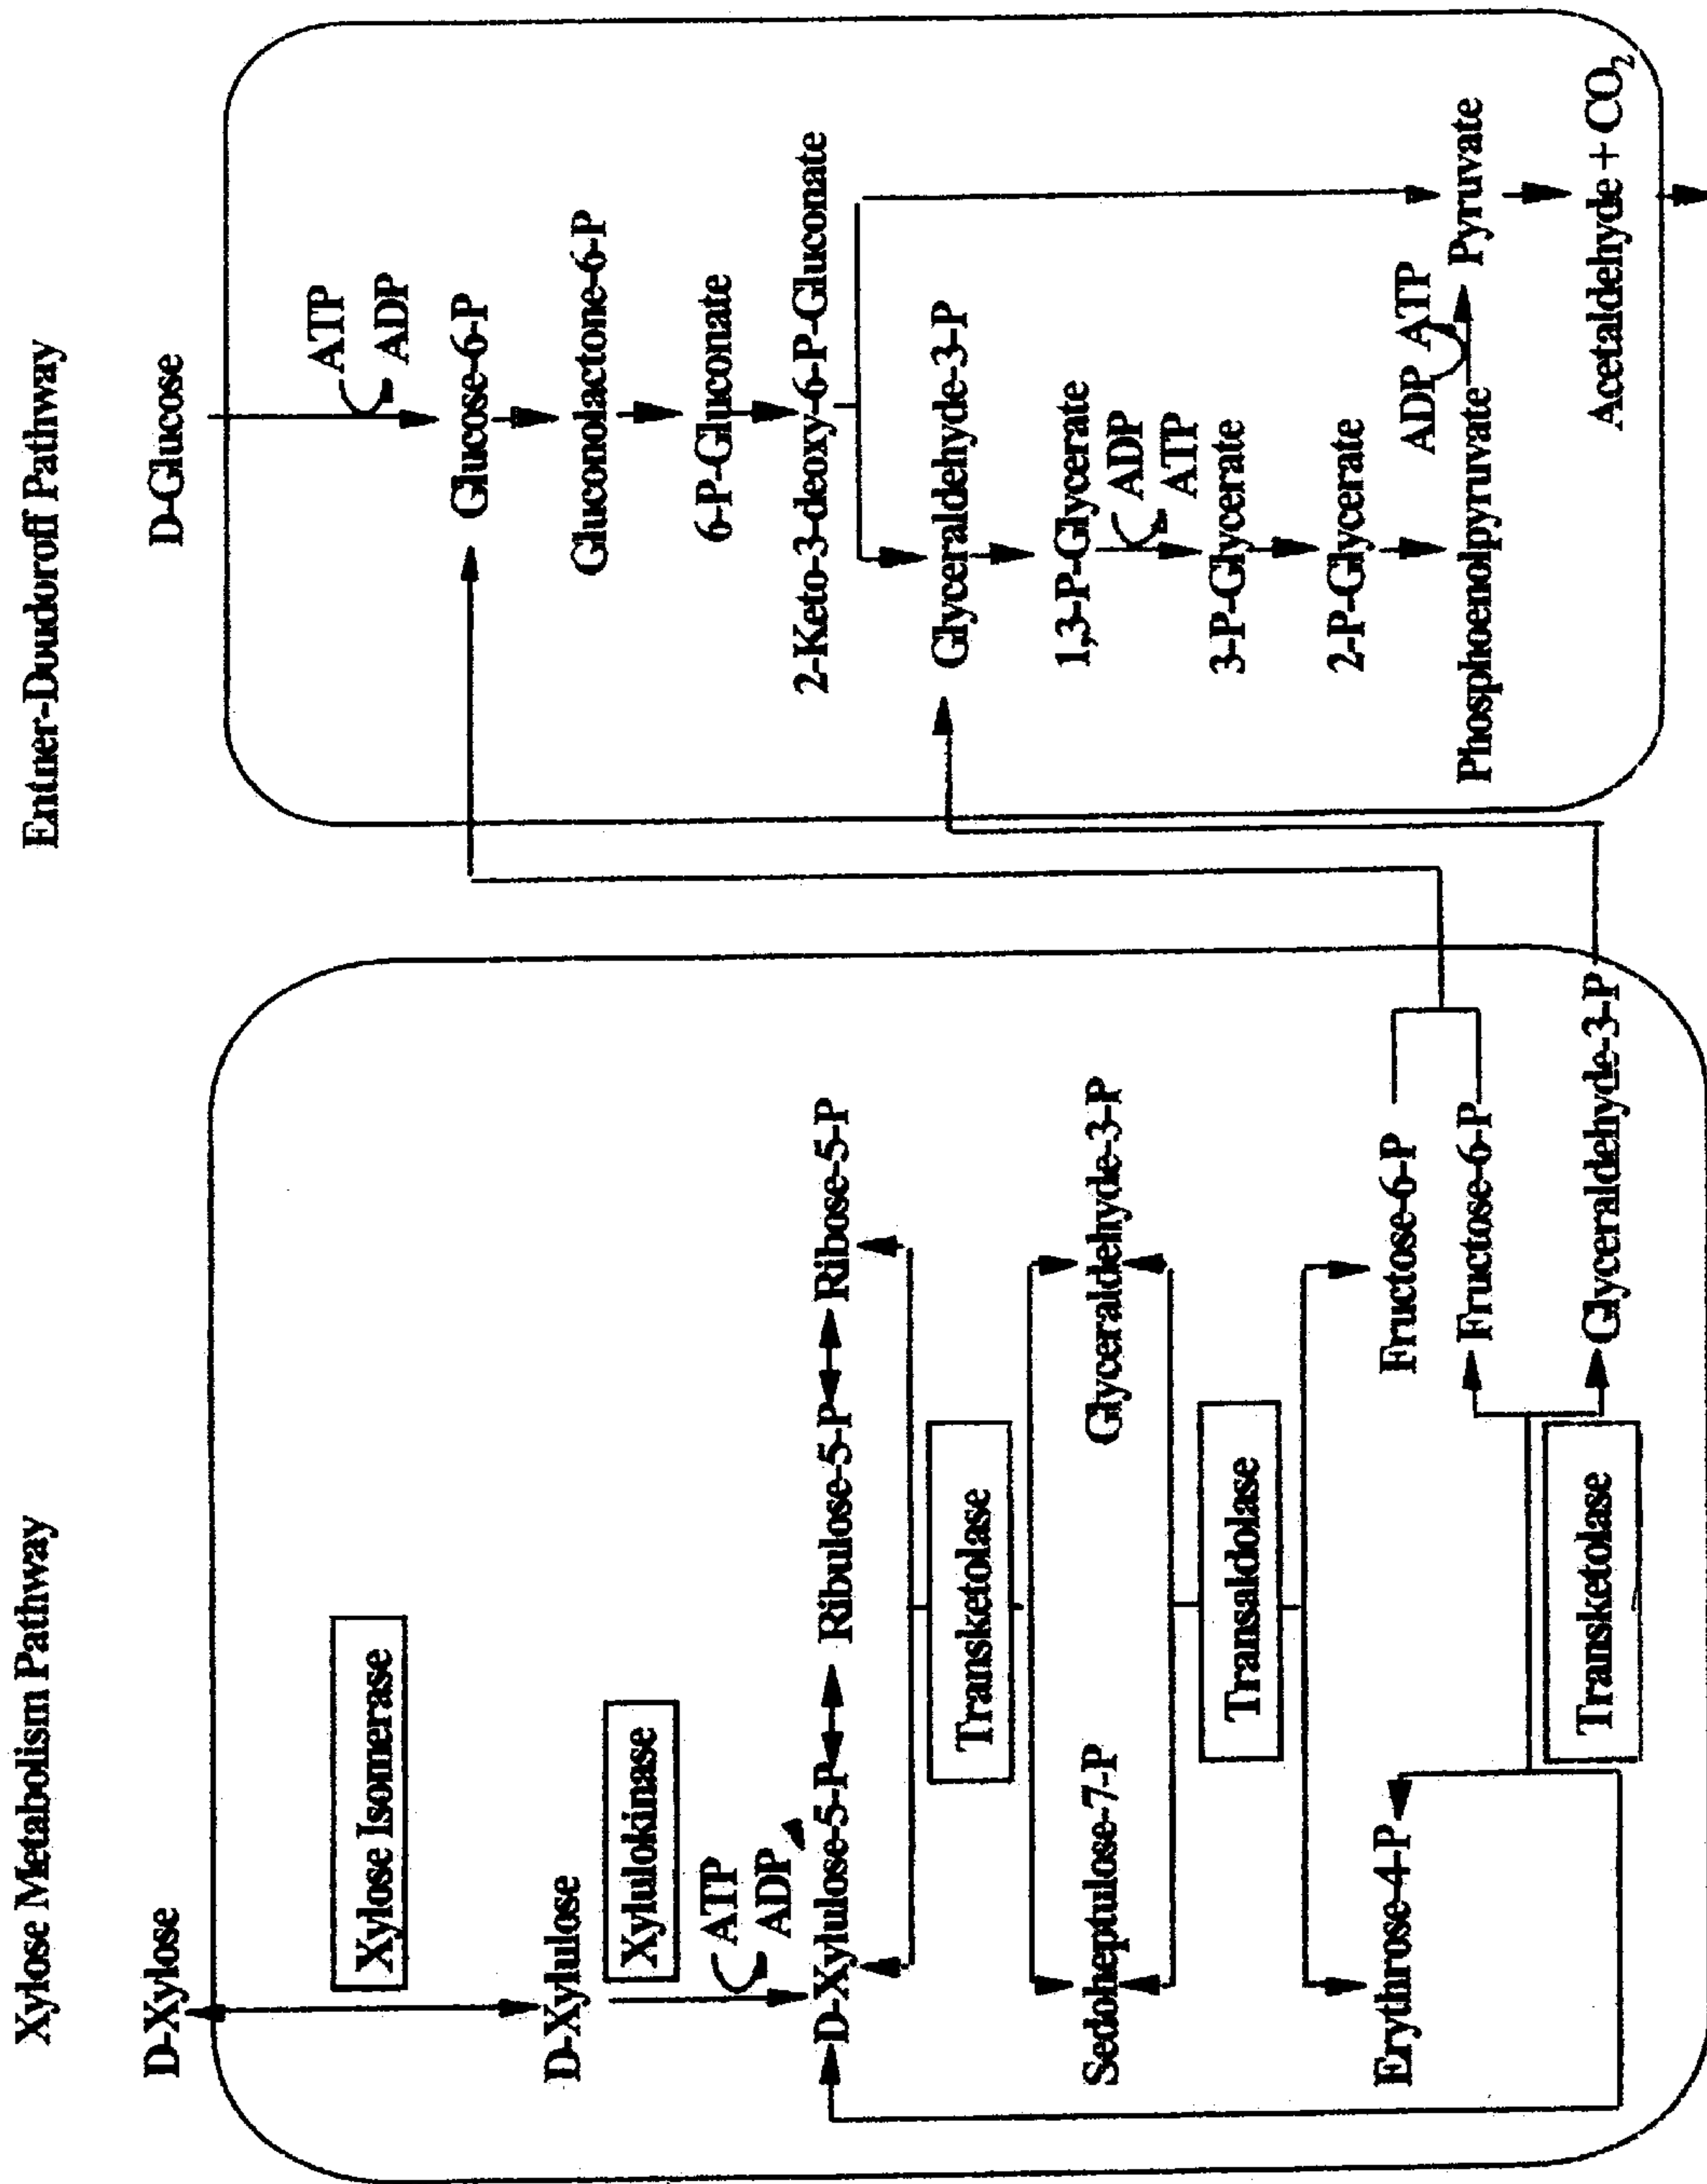 Xylose Metabolism Pathway
D-Xylose
Xylose Isomerase
D-Xylulose
Xylulokinase
ATP
ADP
D-Xylulose-5-P
Ribulose-5-P
Ribose-5-P
Transketolase
Sedoheptulose-7-P
Glyceraldehyde-3-P
Transaldolase
Erythrose-4-P
Fructose-6-P
Fructose-6-P
Transketolase
Glyceraldehyde-3-P
Entner-Doudoroff Pathway
D-Glucose
ATP
ADP
Glucose-6-P
Gluconolactone-6-P
6-P-Gluconate
2-Keto-3-deoxy-6-P-Gluconate
Glyceraldehyde-3-P
1,3-P-Glycerate
ADP
ATP
3-P-Glycerate
2-P-Glycerate
ADP ATP
Phosphoenolpyruvate
Pyruvate
Acetaldehyde + CO₂